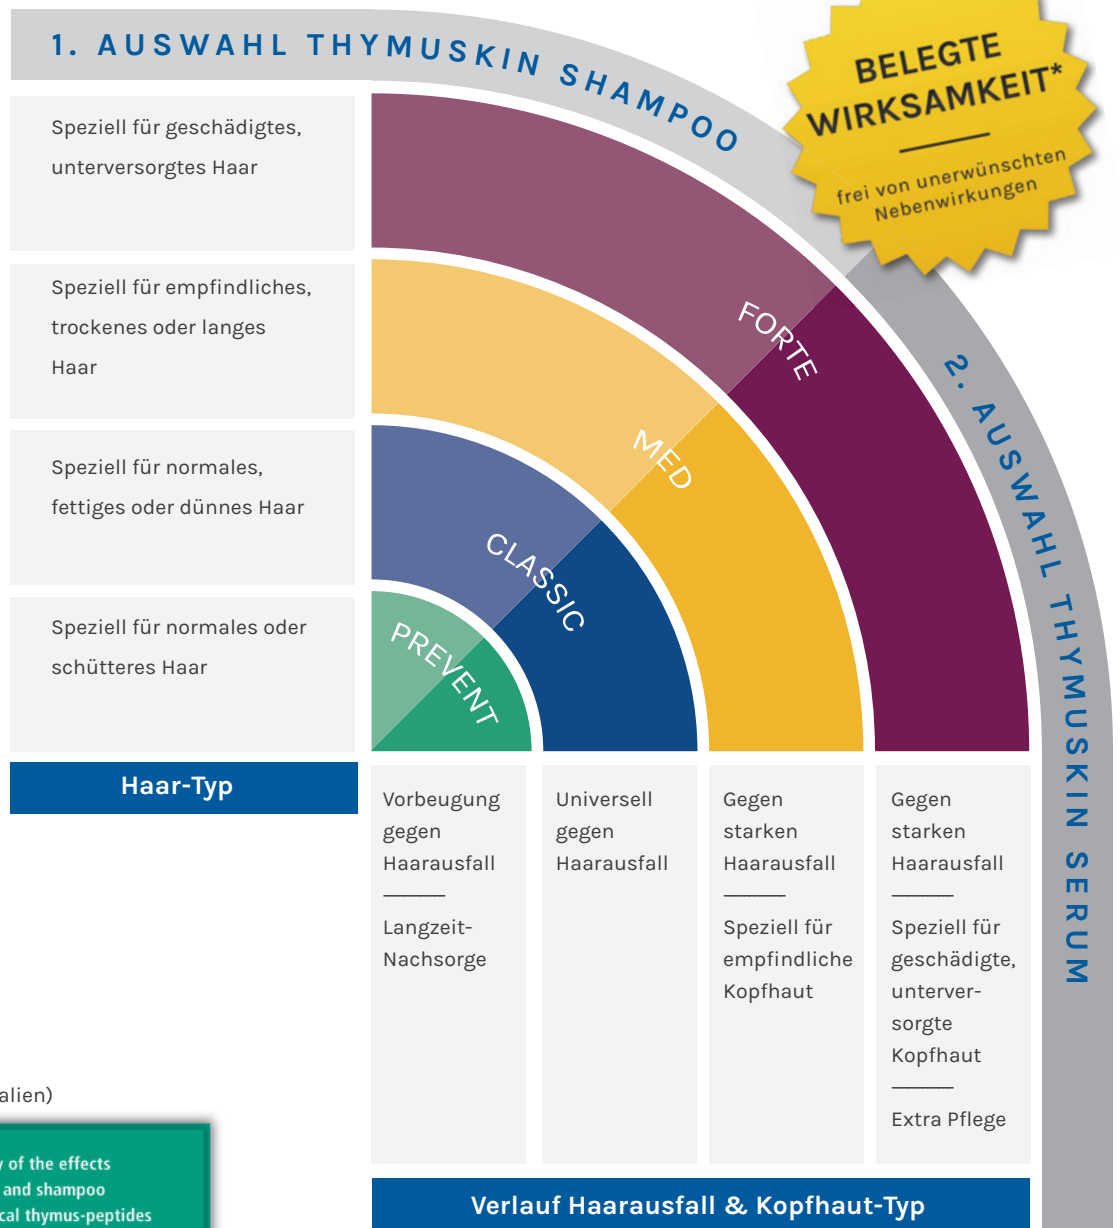 1. AUSWAHL THYMUSKIN SHAMPOO
BELEGTE
WIRKSAMKEIT*
frei von unerwünschten
Nebenwirkungen
2. AUSWAHL THYMUSKIN SERUM
Speziell für geschädigtes,
unterversorgtes Haar
Speziell für empfindliches,
trockenes oder langes
Haar
Speziell für normales,
fettiges oder dünnes Haar
Speziell für normales oder
schütteres Haar
FORTE
MED
CLASSIC
PREVENT
Haar-Typ
Vorbeugung
gegen
Haarausfall
Langzeit-
Nachsorge
Universell
gegen
Haarausfall
Gegen
starken
Haarausfall
Speziell für
empfindliche
Kopfhaut
Gegen
starken
Haarausfall
Speziell für
geschädigte,
unterver-
sorgte
Kopfhaut
Extra Pflege
Verlauf Haarausfall & Kopfhaut-Typ
alien)
of the effects
and shampoo
cal thymus-peptides